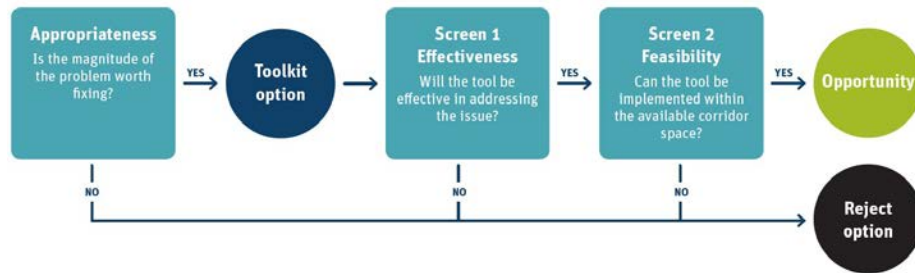 Appropriateness
Is the magnitude of
the problem worth
fixing?
YES
Toolkit
option
Screen 1
Effectiveness
Will the tool be
effective in addressing
the issue?
YES
Screen 2
Feasibility
Can the tool be
implemented within
the available corridor
space?
YES
Opportunity
NO
NO
NO
Reject
option